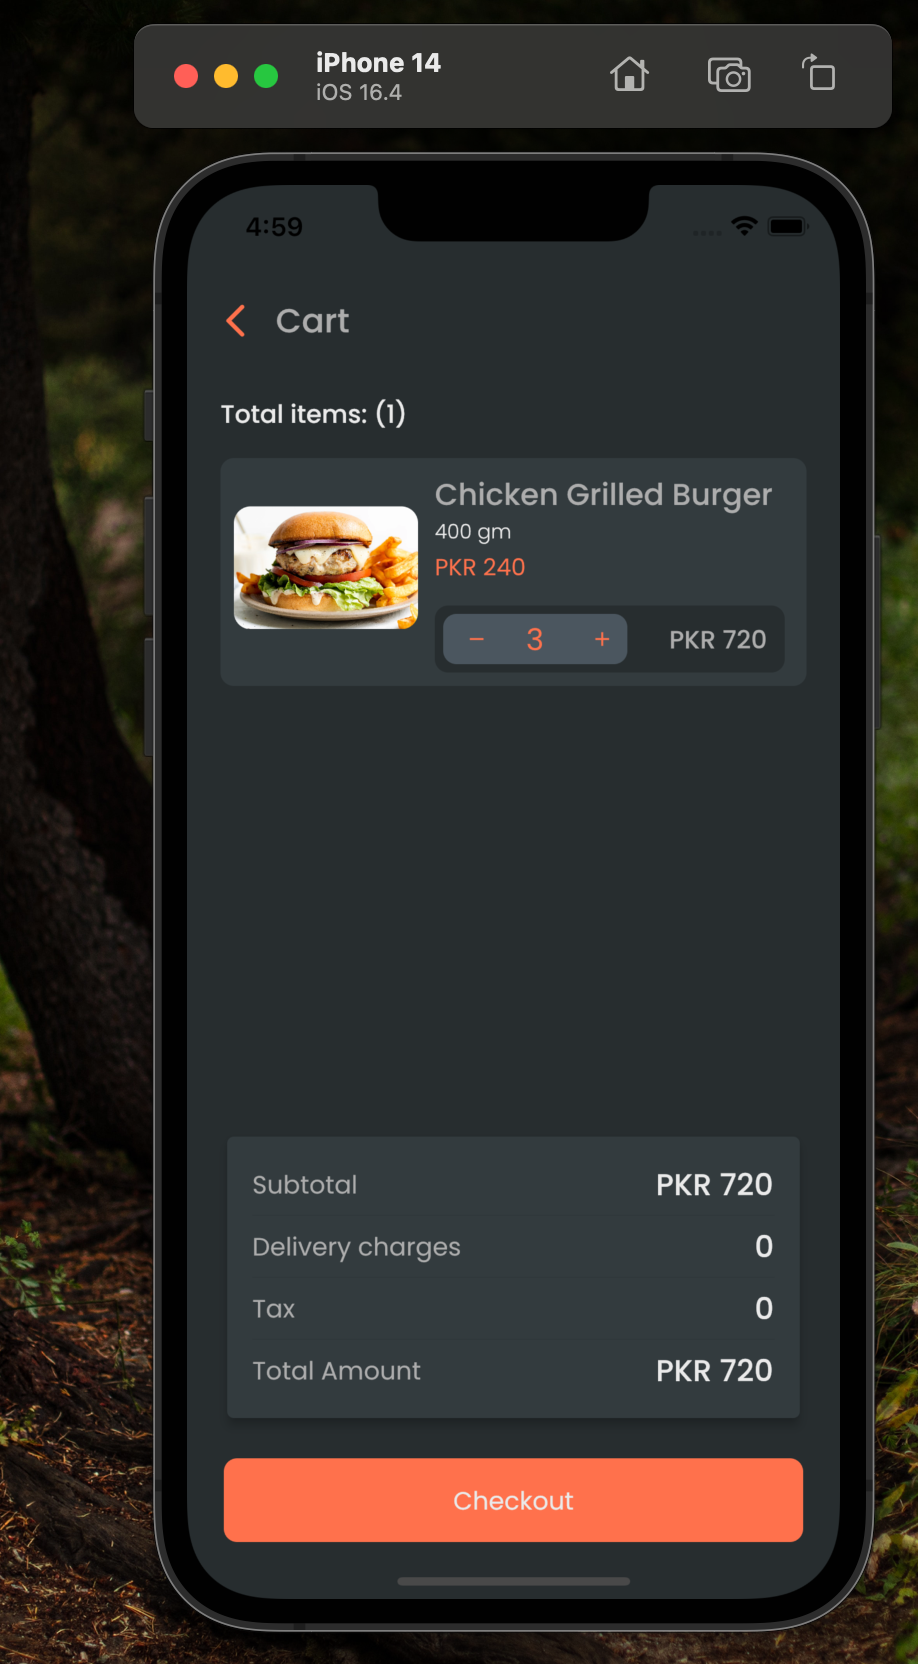 iPhone 14
iOS 16.4
4:59
Cart
Total items: (1)
Chicken Grilled Burger
400 gm
PKR 240
− 3 + PKR 720
Subtotal PKR 720
Delivery charges 0
Tax 0
Total Amount PKR 720
Checkout